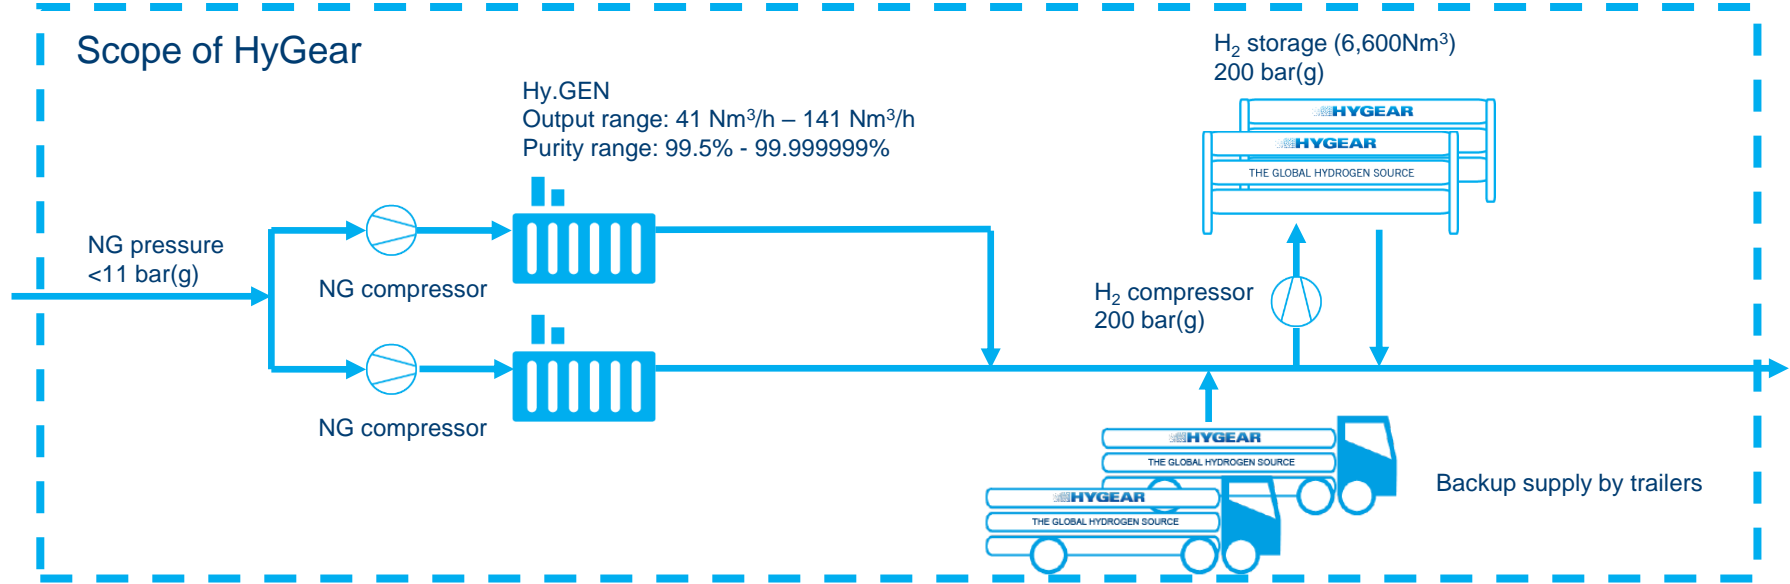 Scope of HyGear
Hy.GEN
Output range: 41 Nm³/h – 141 Nm³/h
Purity range: 99.5% - 99.999999%
H₂ storage (6,600Nm³)
200 bar(g)
HYGEAR
HYGEAR
THE GLOBAL HYDROGEN SOURCE
NG pressure
<11 bar(g)
NG compressor
H₂ compressor
200 bar(g)
NG compressor
HYGEAR
THE GLOBAL HYDROGEN SOURCE
HYGEAR
THE GLOBAL HYDROGEN SOURCE
Backup supply by trailers